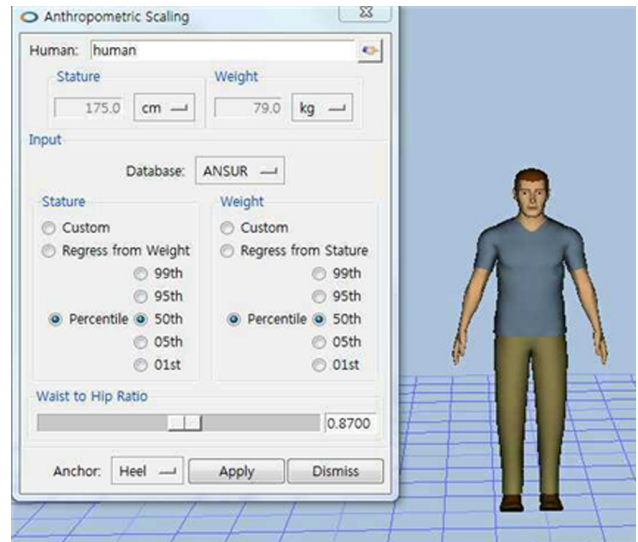 Anthropometric Scaling
Human: human
Stature Weight
175.0 cm 79.0 kg
Input
Database: ANSUR
Stature Weight
Custom Custom
Regress from Weight Regress from Stature
99th 99th
95th 95th
Percentile 50th Percentile 50th
05th 05th
01st 01st
Waist to Hip Ratio
0.8700
Anchor: Heel Apply Dismiss